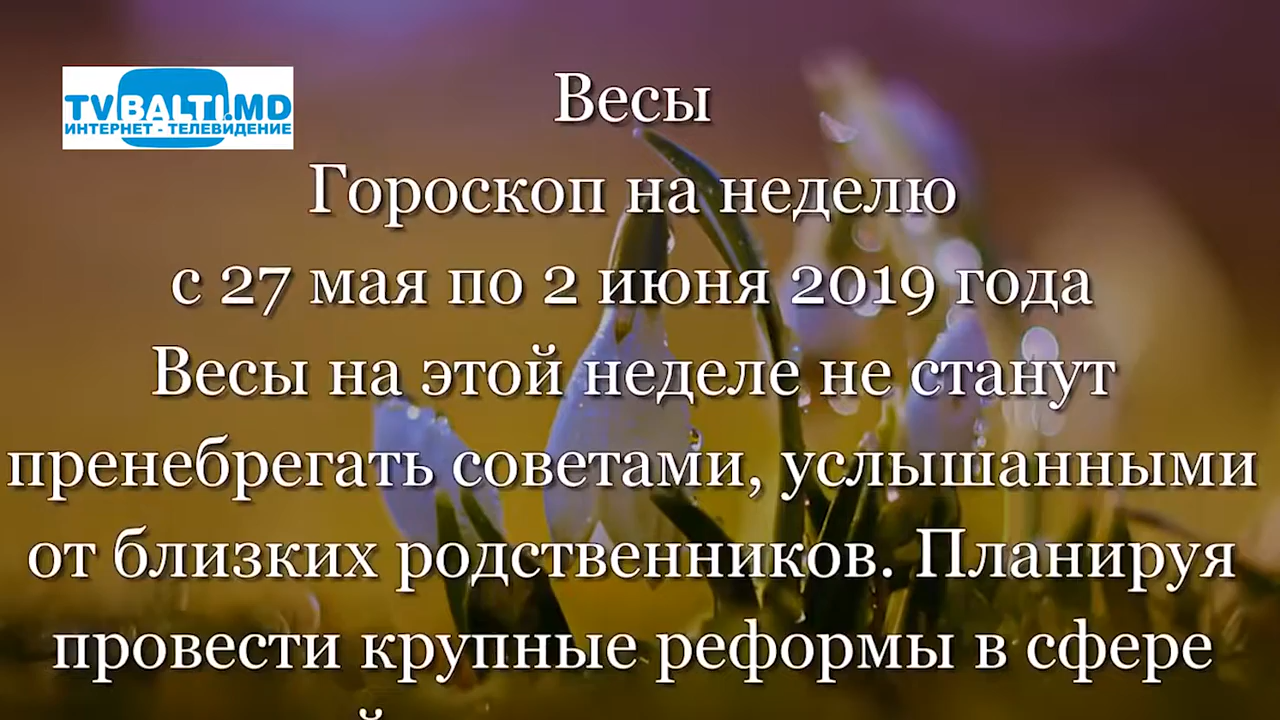 TVBALTI.MD
ИНТЕРНЕТ - ТЕЛЕВИДЕНИЕ
Весы
Гороскоп на неделю
с 27 мая по 2 июня 2019 года
Весы на этой неделе не станут
пренебрегать советами, услышанными
от близких родственников. Планируя
провести крупные реформы в сфере